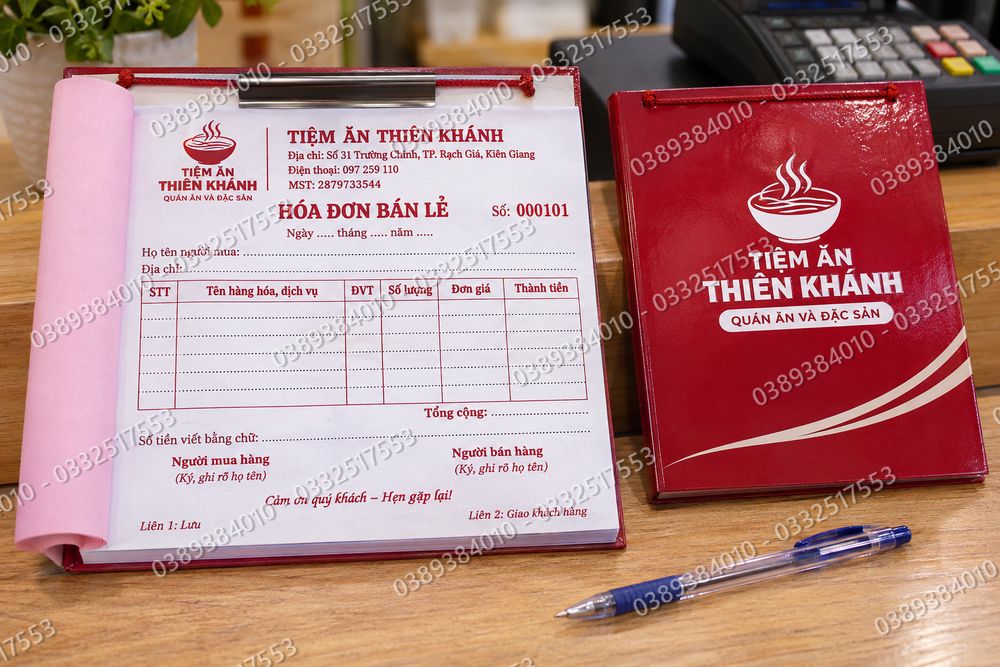 TIỆM ĂN
THIÊN KHÁNH
QUÁN ĂN VÀ ĐẶC SẢN
TIỆM ĂN THIÊN KHÁNH
Địa chỉ: Số 31 Trường Chinh, TP. Rạch Giá, Kiên Giang
Điện thoại: 097 259 110
MST: 2879733544
HÓA ĐƠN BÁN LẺ
Số: 000101
Ngày ..... tháng ..... năm .....
Họ tên người mua:
Địa chỉ:
STT Tên hàng hóa, dịch vụ ĐVT Số lượng Đơn giá Thành tiền
Tổng cộng:
Số tiền viết bằng chữ:
Người mua hàng
(Ký, ghi rõ họ tên)
Người bán hàng
(Ký, ghi rõ họ tên)
Cảm ơn quý khách – Hẹn gặp lại!
Liên 1: Lưu
Liên 2: Giao khách hàng
TIỆM ĂN
THIÊN KHÁNH
QUÁN ĂN VÀ ĐẶC SẢN
0389384010 - 0332517553